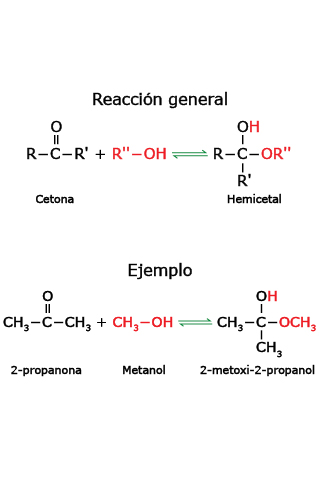 Reacción general
O
OH
R – C – R' + R'' – OH ⇌ R – C – OR''
R'
Cetona Hemicetal
Ejemplo
O
OH
CH3 – C – CH3 + CH3 – OH ⇌ CH3 – C – OCH3
CH3
2-propanona Metanol 2-metoxi-2-propanol